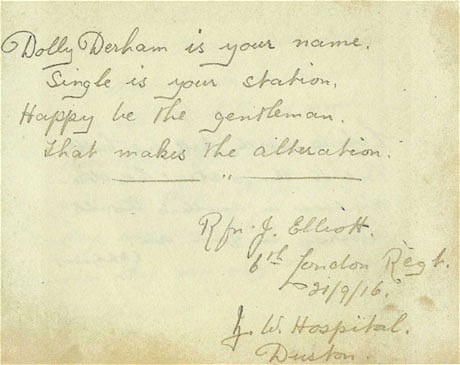 Dolly Derham is your name.
Single is your station.
Happy be the gentleman.
That makes the alteration.
"
Rfn. J. Elliott.
6th London Regt.
21/9/16.
W. Hospital.
Duston.